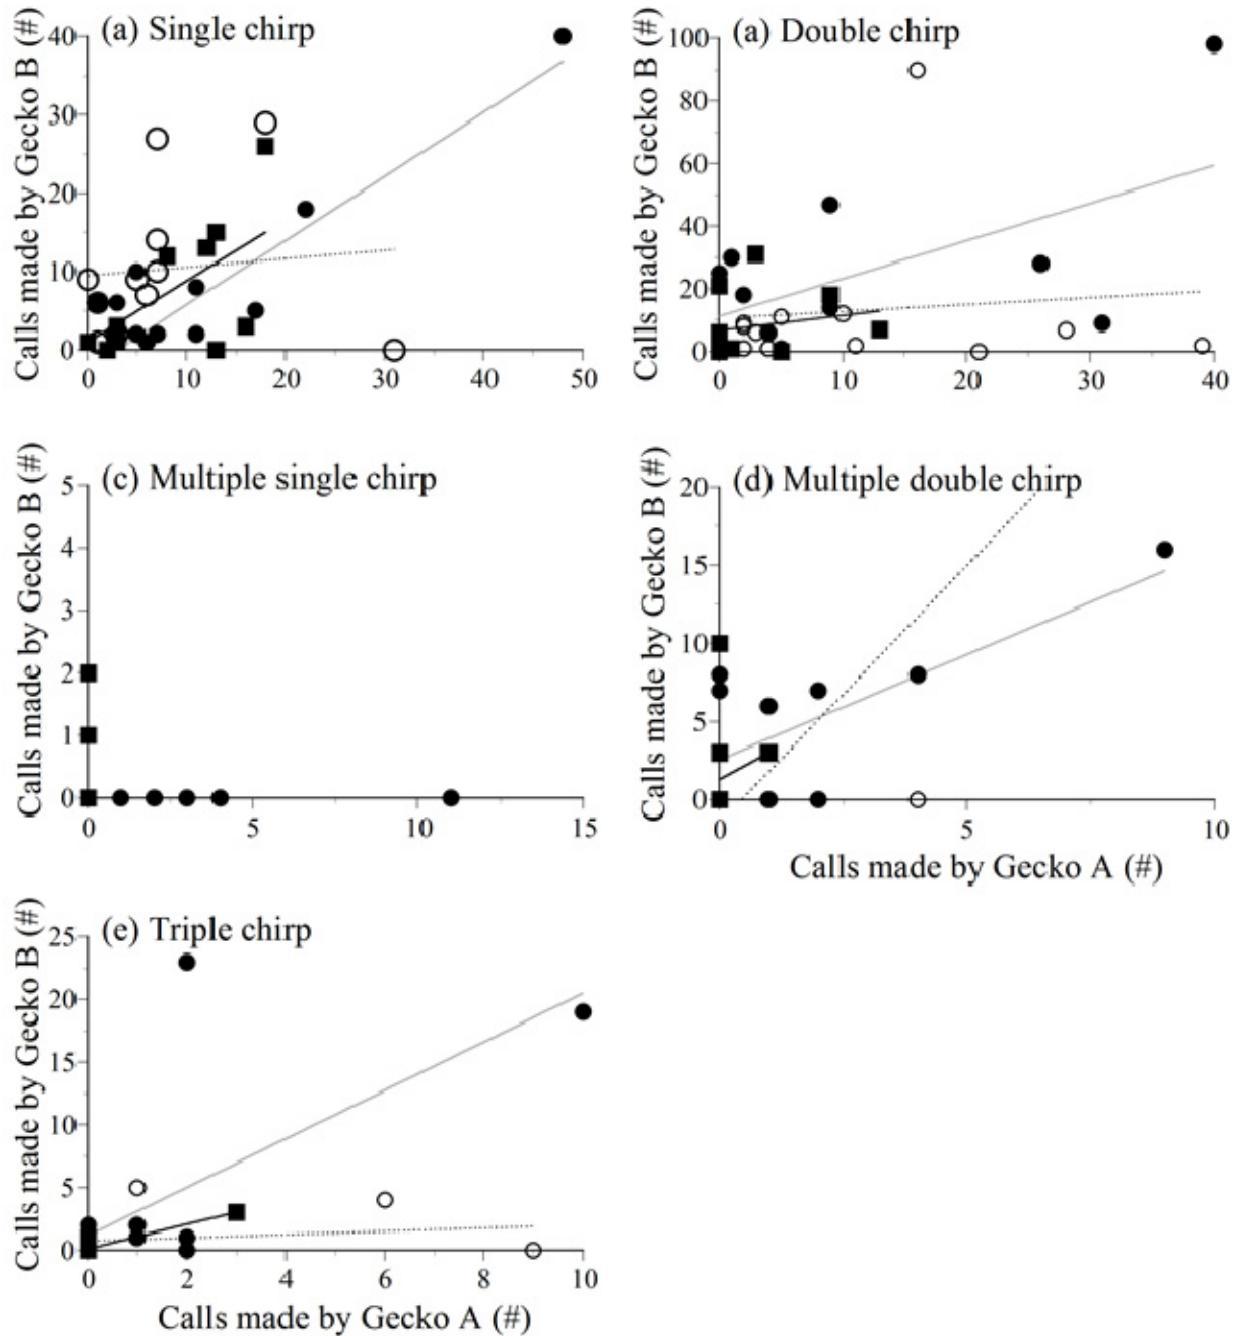 (a) Single chirp
Calls made by Gecko B (#)
40
30
20
10
0
0 10 20 30 40 50
(a) Double chirp
Calls made by Gecko B (#)
100
80
60
40
20
0
0 10 20 30 40
(c) Multiple single chirp
Calls made by Gecko B (#)
5
4
3
2
1
0
0 5 10 15
(d) Multiple double chirp
Calls made by Gecko B (#)
20
15
10
5
0
0 5 10
Calls made by Gecko A (#)
(e) Triple chirp
Calls made by Gecko B (#)
25
20
15
10
5
0
0 2 4 6 8 10
Calls made by Gecko A (#)